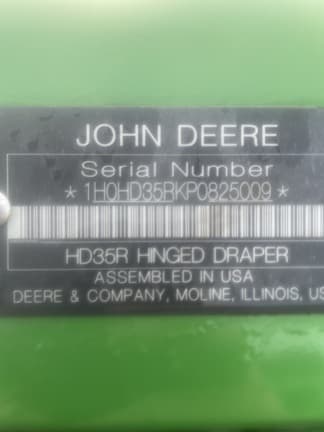 JOHN DEERE
Serial Number
*1H0HD35RKP0825009*
HD35R HINGED DRAPER
ASSEMBLED IN USA
DEERE & COMPANY, MOLINE, ILLINOIS, US